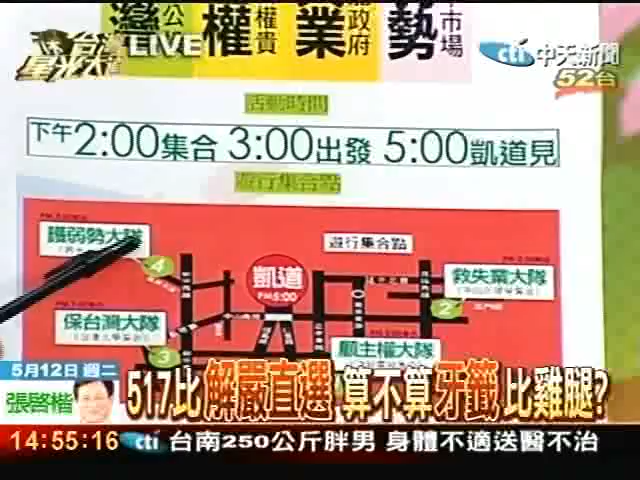 灣 公 權 權貴 業 政府 勢 市場
台灣
LIVE
星光大道
cti 中天新聞
52台
活動時間
下午2:00集合 3:00出發 5:00凱道見
遊行集合點
護弱勢大隊
遊行集合點
4
凱道
PM5:00
救失業大隊
2
保台灣大隊
3
顧主權大隊
5月12日 週二
張啓楷
517比解嚴直選 算不算牙籤比雞腿?
14:55:16 cti 台南250公斤胖男 身體不適送醫不治